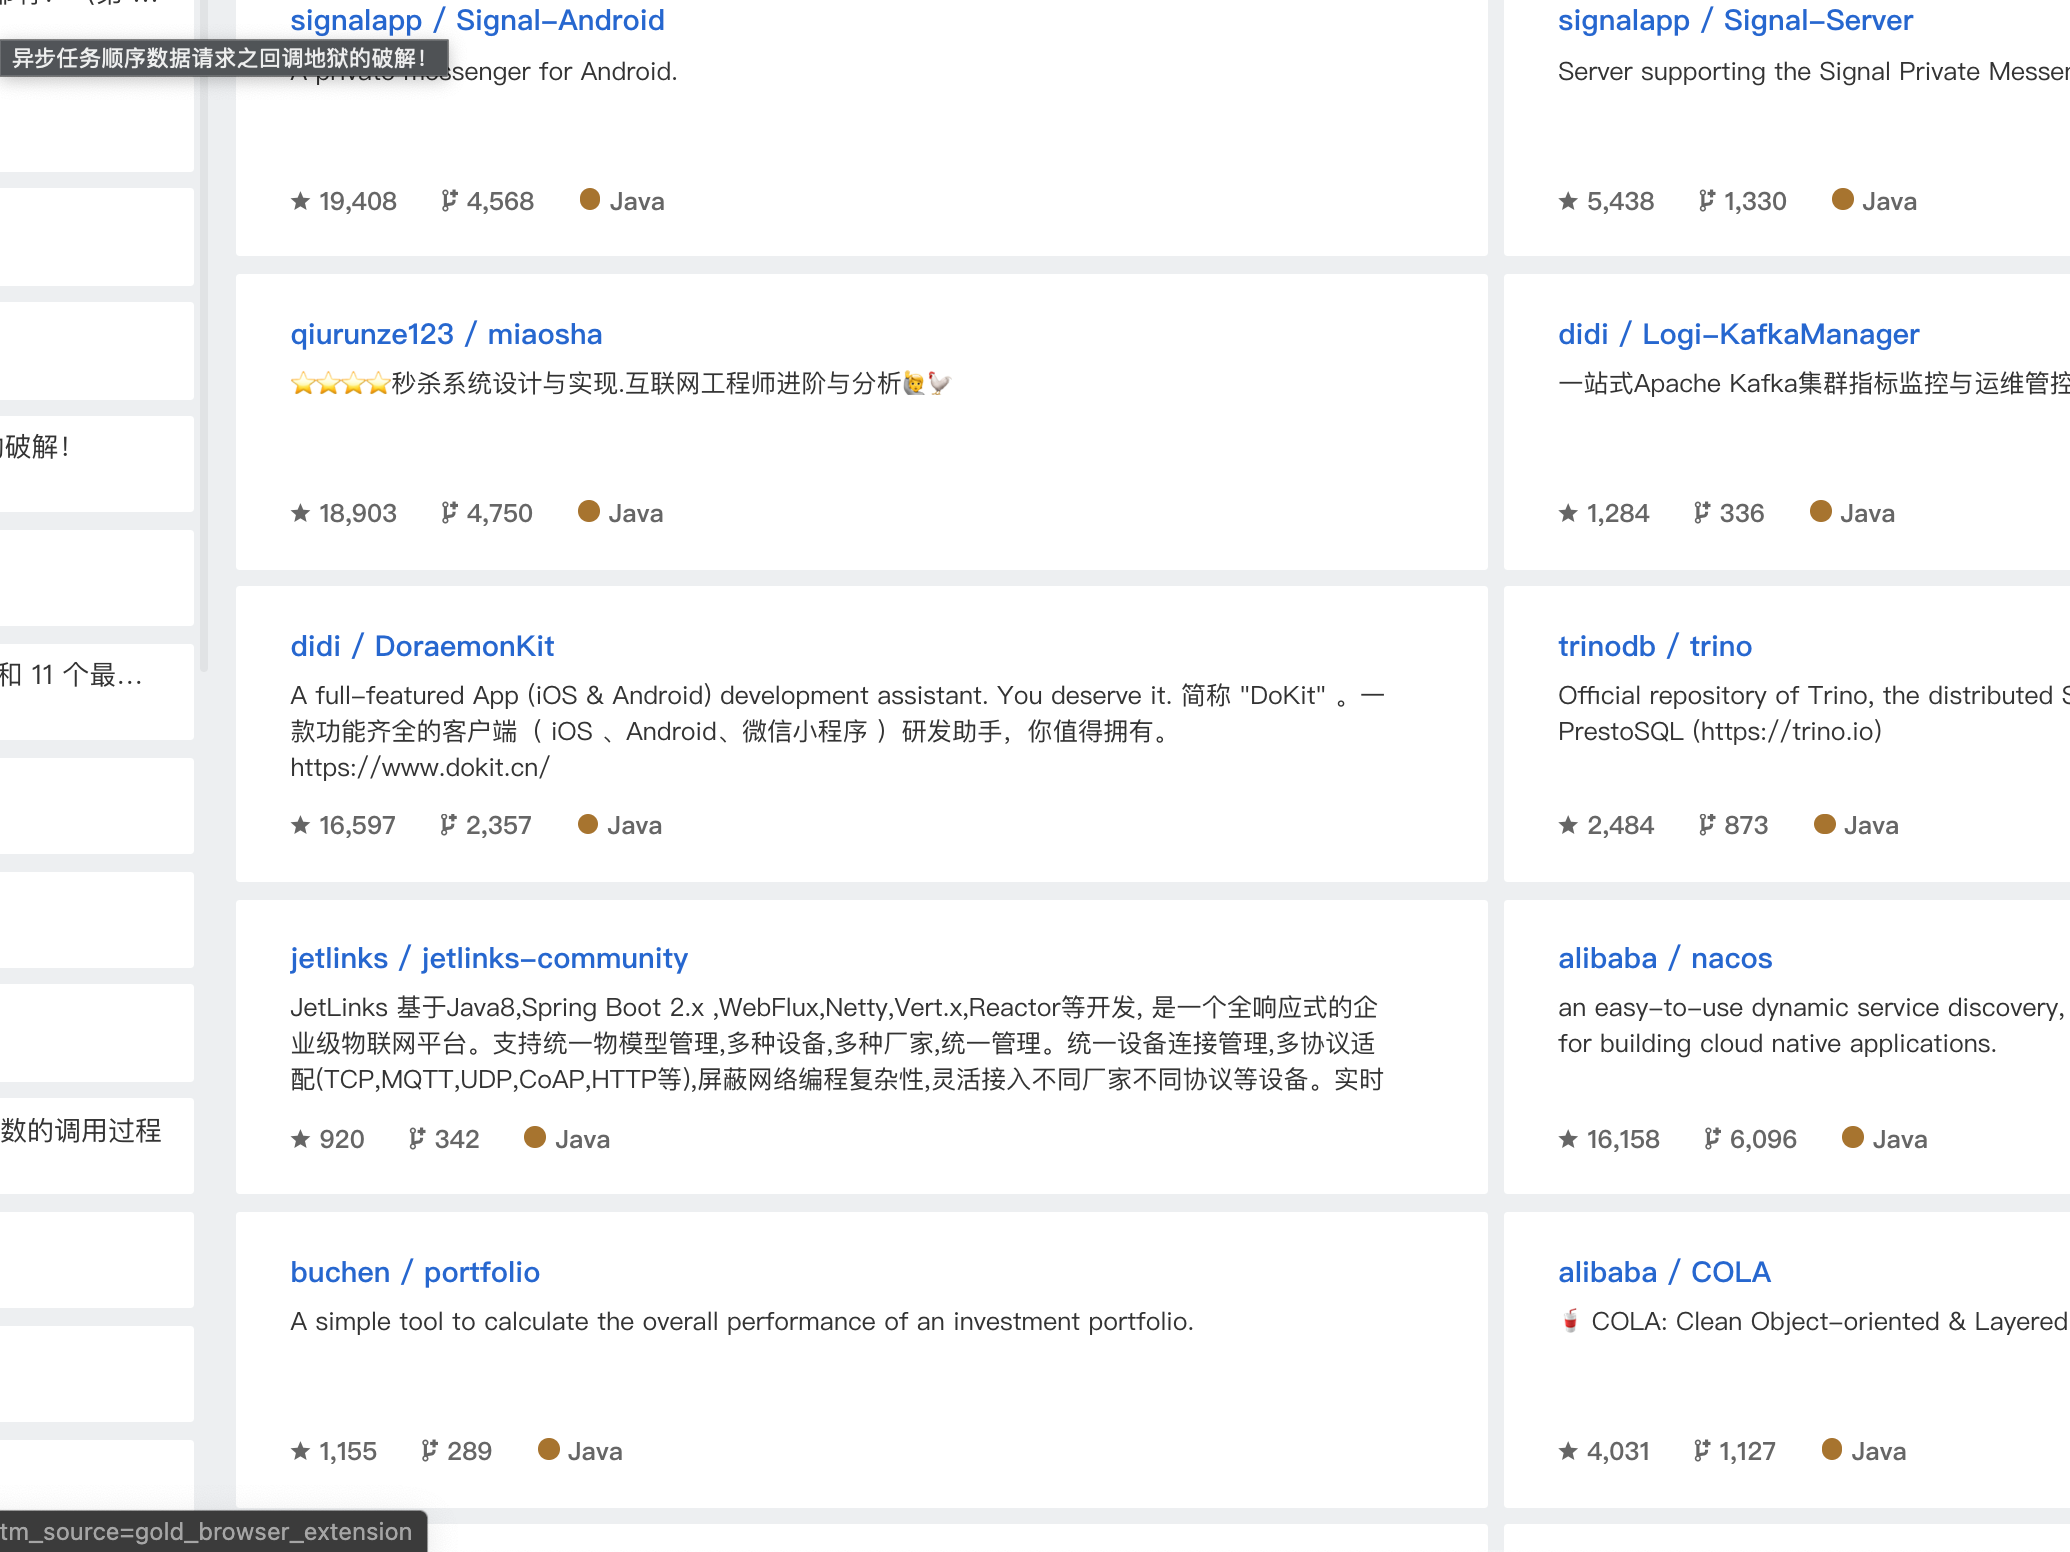 异步任务顺序数据请求之回调地狱的破解！
的破解！
和 11 个最...
数的调用过程
signalapp / Signal-Android
A private messenger for Android.
19,408 4,568 Java
signalapp / Signal-Server
Server supporting the Signal Private
5,438 1,330 Java
qiurunze123 / miaosha
⭐⭐⭐⭐秒杀系统设计与实现.互联网工程师进阶与分析🙋🐓
18,903 4,750 Java
didi / Logi-KafkaManager
一站式Apache Kafka集群指标监控与运维管控
1,284 336 Java
didi / DoraemonKit
A full-featured App (iOS & Android) development assistant. You deserve it. 简称 "DoKit" 。一
款功能齐全的客户端（ iOS 、Android、微信小程序 ）研发助手，你值得拥有。
https://www.dokit.cn/
16,597 2,357 Java
trinodb / trino
Official repository of Trino, the distributed
PrestoSQL (https://trino.io)
2,484 873 Java
jetlinks / jetlinks-community
JetLinks 基于Java8,Spring Boot 2.x ,WebFlux,Netty,Vert.x,Reactor等开发, 是一个全响应式的企
业级物联网平台。支持统一物模型管理,多种设备,多种厂家,统一管理。统一设备连接管理,多协议适
配(TCP,MQTT,UDP,CoAP,HTTP等),屏蔽网络编程复杂性,灵活接入不同厂家不同协议等设备。实时
920 342 Java
alibaba / nacos
an easy-to-use dynamic service discovery,
for building cloud native applications.
16,158 6,096 Java
buchen / portfolio
A simple tool to calculate the overall performance of an investment portfolio.
1,155 289 Java
alibaba / COLA
🥤 COLA: Clean Object-oriented & Layered
4,031 1,127 Java
tm_source=gold_browser_extension